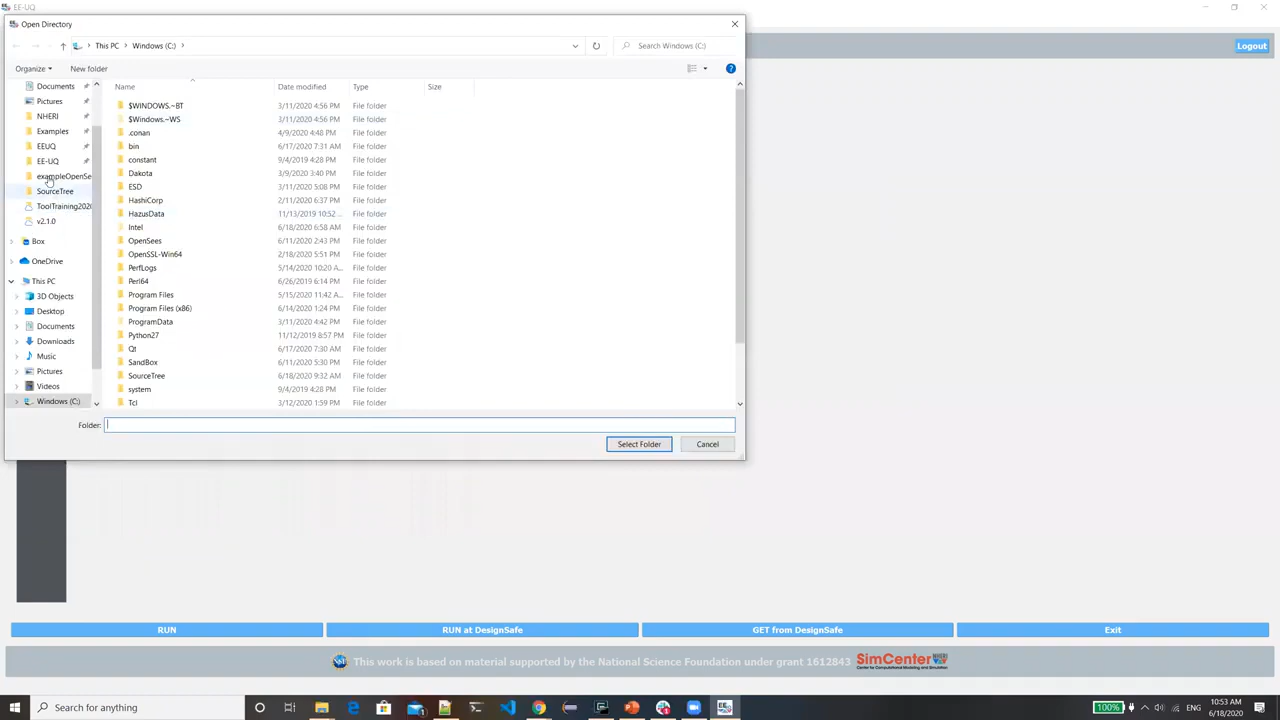 EE-UQ
Open Directory
This PC
Windows (C:)
Search Windows (C:)
Logout
Organize
New folder
Name
Date modified
Type
Size
Documents
Pictures
NHERI
Examples
EEUQ
EE-UQ
exampleOpenSe
SourceTree
ToolTraining202
v2.1.0
Box
OneDrive
This PC
3D Objects
Desktop
Documents
Downloads
Music
Pictures
Videos
Windows (C:)
$WINDOWS.~BT 3/11/2020 4:56 PM File folder
$Windows.~WS 3/11/2020 4:56 PM File folder
.conan 4/9/2020 4:48 PM File folder
bin 6/17/2020 7:31 AM File folder
constant 9/4/2019 4:28 PM File folder
Dakota 3/9/2020 3:40 PM File folder
ESD 3/11/2020 5:08 PM File folder
HashiCorp 2/11/2020 6:37 PM File folder
HazusData 11/13/2019 10:52 ... File folder
Intel 6/18/2020 6:58 AM File folder
OpenSees 6/11/2020 2:43 PM File folder
OpenSSL-Win64 2/18/2020 5:51 PM File folder
PerfLogs 5/14/2020 10:20 A... File folder
Perl64 6/26/2019 6:14 PM File folder
Program Files 5/15/2020 11:42 A... File folder
Program Files (x86) 6/14/2020 1:24 PM File folder
ProgramData 3/11/2020 4:42 PM File folder
Python27 11/12/2019 8:57 PM File folder
Qt 6/17/2020 7:30 AM File folder
SandBox 6/11/2020 5:30 PM File folder
SourceTree 6/18/2020 9:32 AM File folder
system 9/4/2019 4:28 PM File folder
Tcl 3/12/2020 1:59 PM File folder
Folder:
Select Folder
Cancel
RUN
RUN at DesignSafe
GET from DesignSafe
Exit
This work is based on material supported by the National Science Foundation under grant 1612843
SimCenter
Center for Computational Modeling and Simulation
Search for anything
100%
10:53 AM
6/18/2020